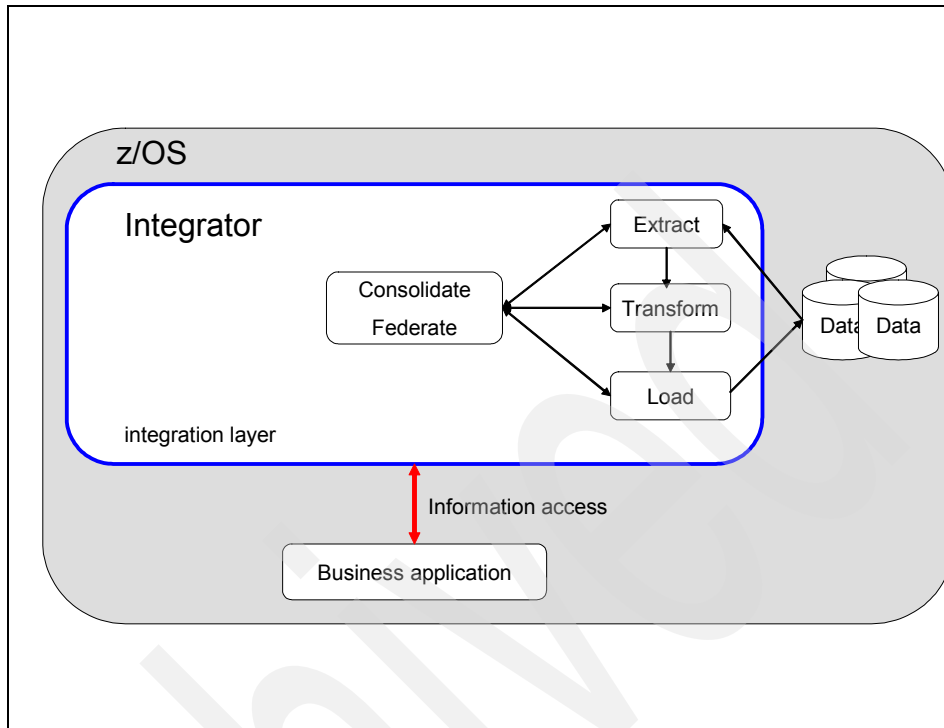 z/OS
Integrator
Extract
Consolidate
Federate
Transform
Data Data
Load
integration layer
Information access
Business application